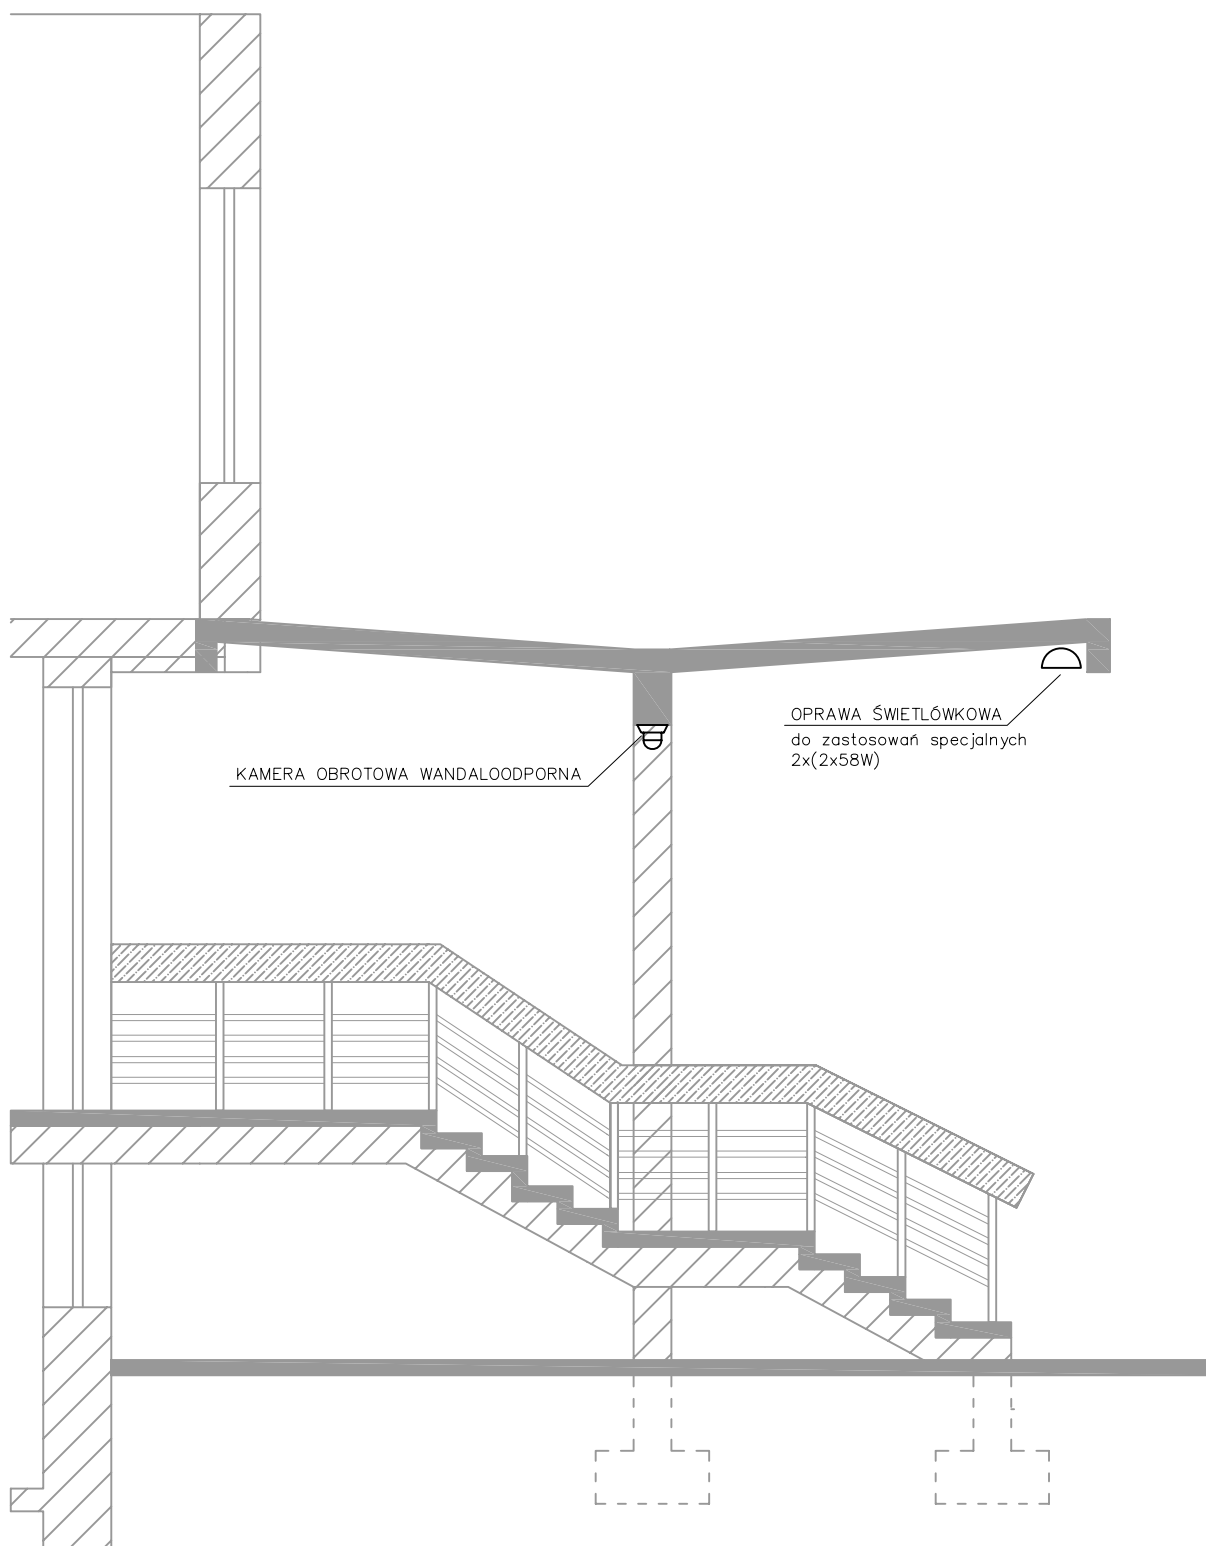 OPRAWA ŚWIETLÓWKOWA
do zastosowań specjalnych
2x(2x58W)
KAMERA OBROTOWA WANDALOODPORNA